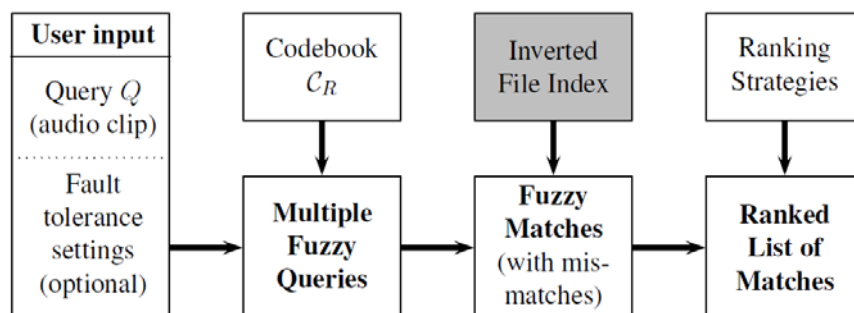 User input
Query Q
(audio clip)
Fault
tolerance
settings
(optional)
Codebook
C_R
Multiple
Fuzzy
Queries
Inverted
File Index
Fuzzy
Matches
(with mis-
matches)
Ranking
Strategies
Ranked
List of
Matches